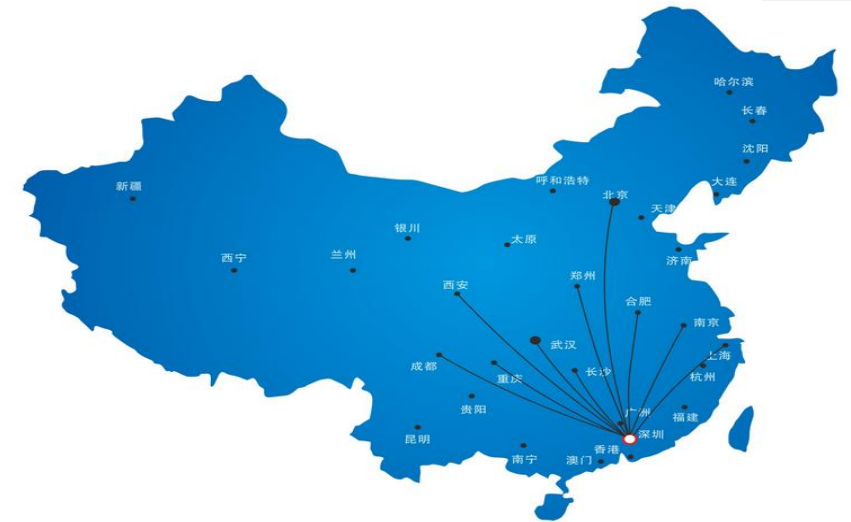 哈尔滨
长春
沈阳
大连
呼和浩特
新疆
北京
天津
银川
太原
西宁
兰州
济南
郑州
西安
合肥
南京
武汉
上海
成都
重庆
长沙
杭州
贵阳
广洲
福建
昆明
深圳
香港
南宁
澳门